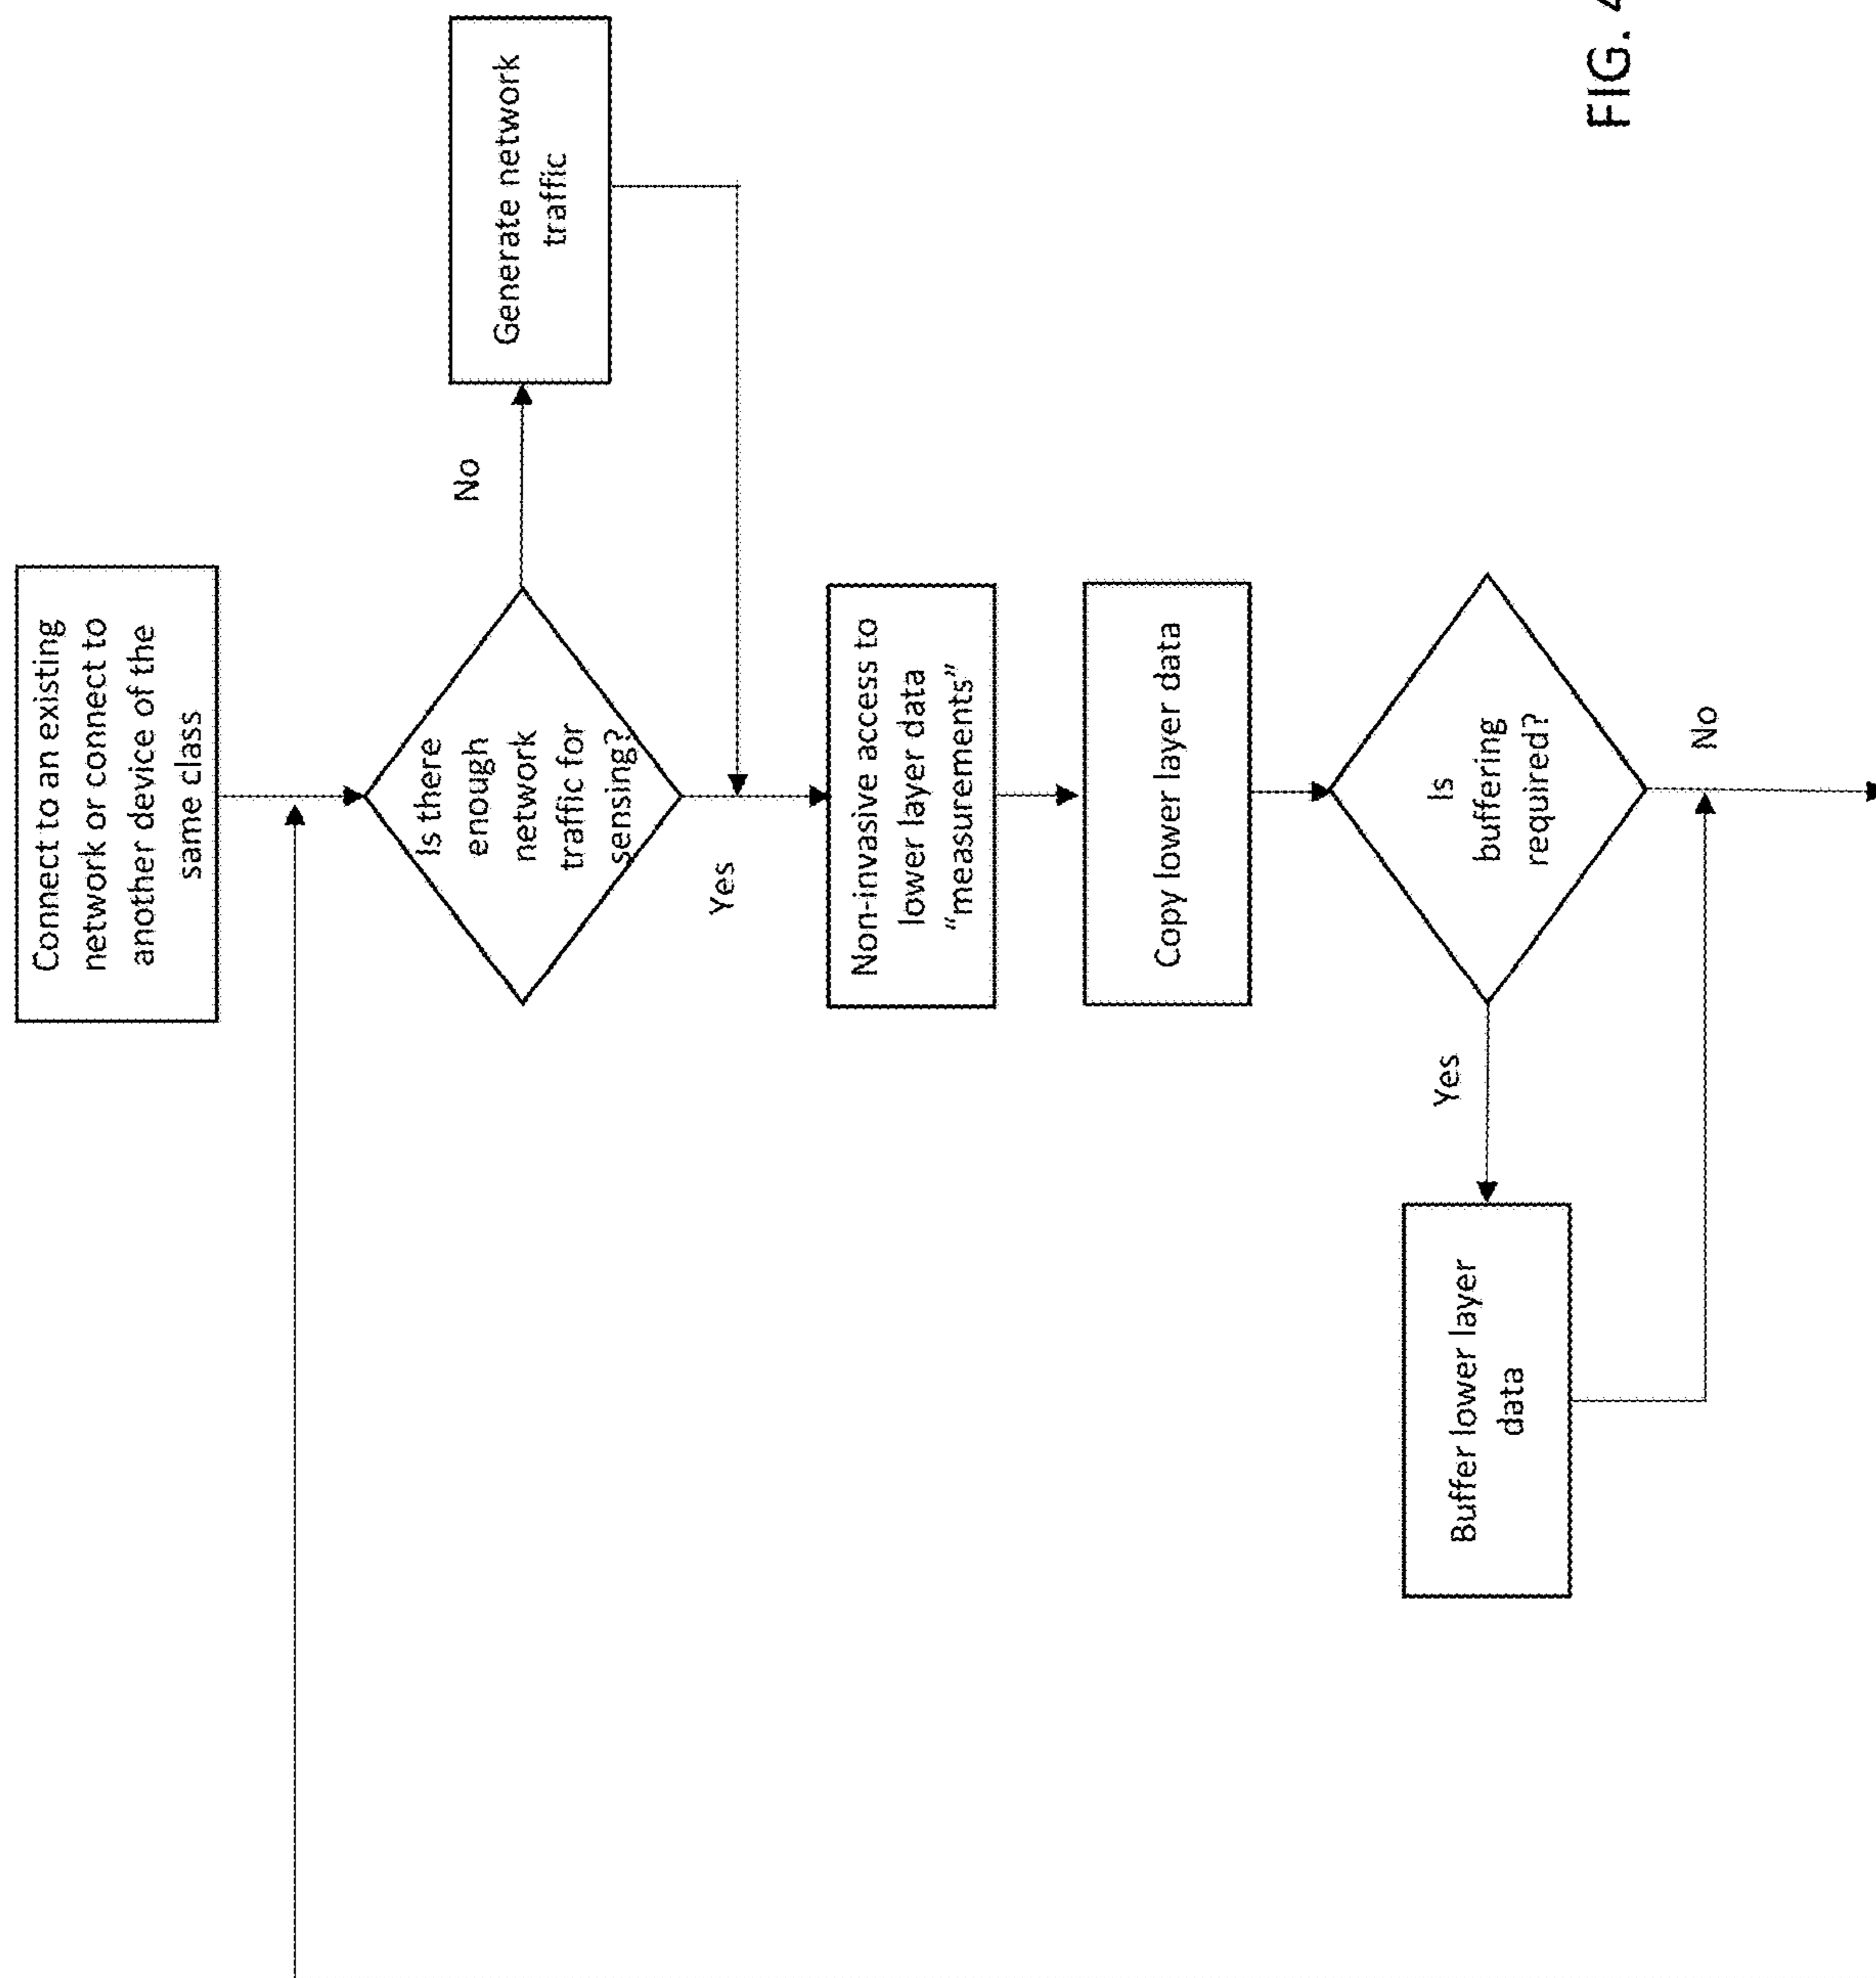 Connect to an existing
network or connect to
another device of the
same class
Is there
enough
network
traffic for
sensing?
No
Generate network
traffic
Yes
Non-invasive access to
lower layer data
“measurements”
Copy lower layer data
Is
buffering
required?
Yes
No
Buffer lower layer
data
FIG.